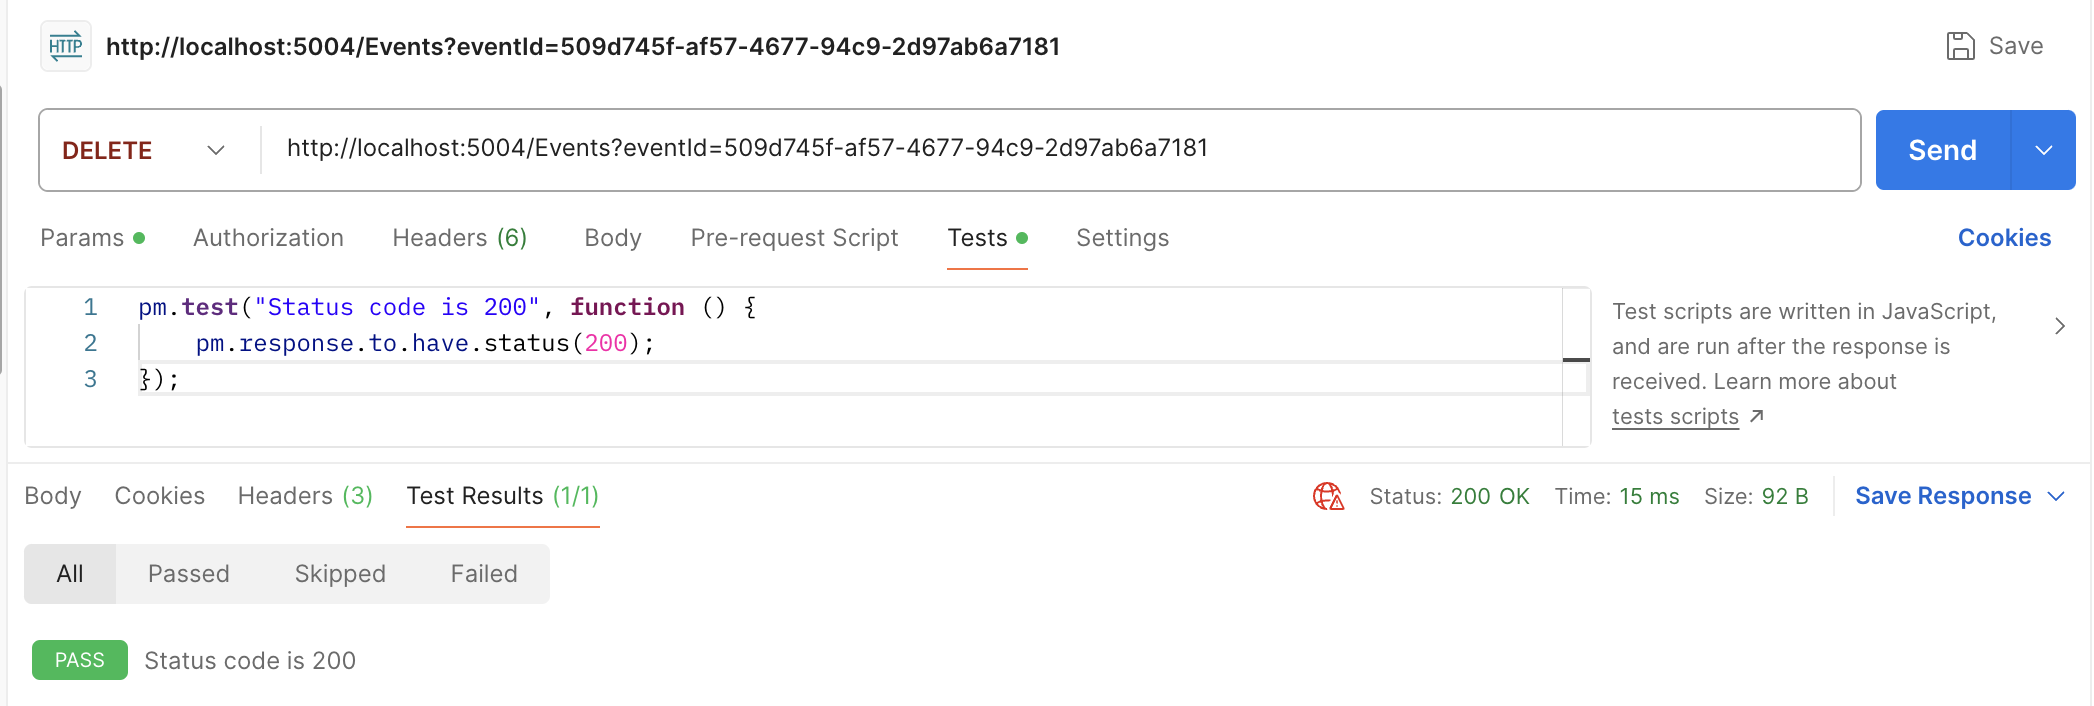 HTTP http://localhost:5004/Events?eventId=509d745f-af57-4677-94c9-2d97ab6a7181 Save
DELETE http://localhost:5004/Events?eventId=509d745f-af57-4677-94c9-2d97ab6a7181 Send
Params Authorization Headers (6) Body Pre-request Script Tests Settings Cookies
1 pm.test("Status code is 200", function () {
2 pm.response.to.have.status(200);
3 });
Test scripts are written in JavaScript,
and are run after the response is
received. Learn more about
tests scripts ↗
Body Cookies Headers (3) Test Results (1/1) Status: 200 OK Time: 15 ms Size: 92 B Save Response
All Passed Skipped Failed
PASS Status code is 200